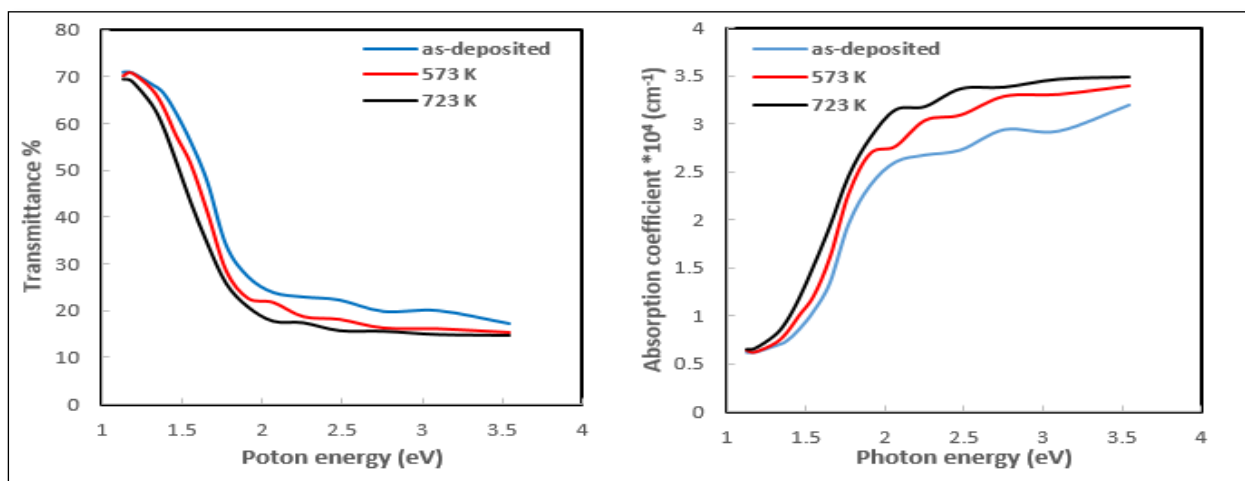 80
70
60
50
40
30
20
10
0
Transmittance %
as-deposited
573 K
723 K
1 1.5 2 2.5 3 3.5 4
Poton energy (eV)
4
3.5
3
2.5
2
1.5
1
0.5
0
Absorption coefficient *10⁴ (cm⁻¹)
as-deposited
573 K
723 K
1 1.5 2 2.5 3 3.5 4
Photon energy (eV)